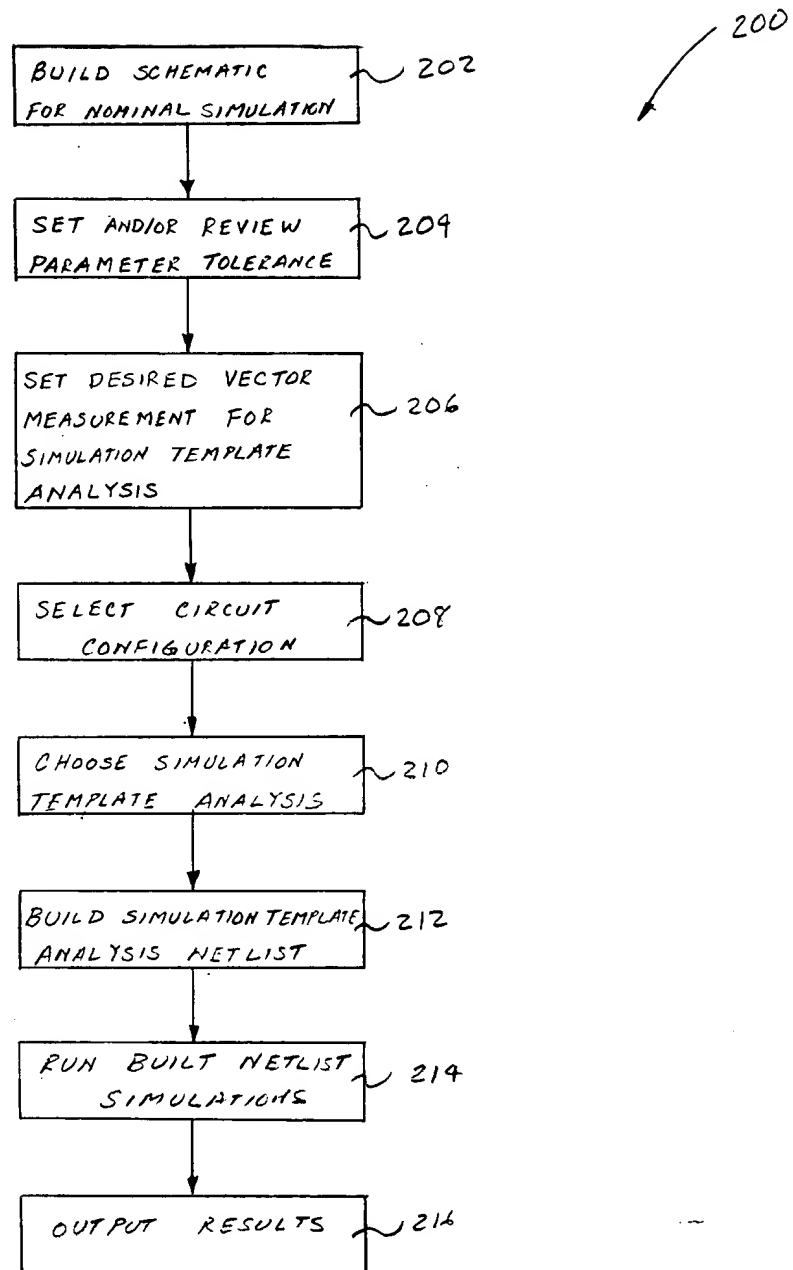 200
BUILD SCHEMATIC
FOR NOMINAL SIMULATION
202
SET AND/OR REVIEW
PARAMETER TOLERANCE
204
SET DESIRED VECTOR
MEASUREMENT FOR
SIMULATION TEMPLATE
ANALYSIS
206
SELECT CIRCUIT
CONFIGURATION
208
CHOOSE SIMULATION
TEMPLATE ANALYSIS
210
BUILD SIMULATION TEMPLATE
ANALYSIS NETLIST
212
RUN BUILT NETLIST
SIMULATIONS
214
OUTPUT RESULTS
216